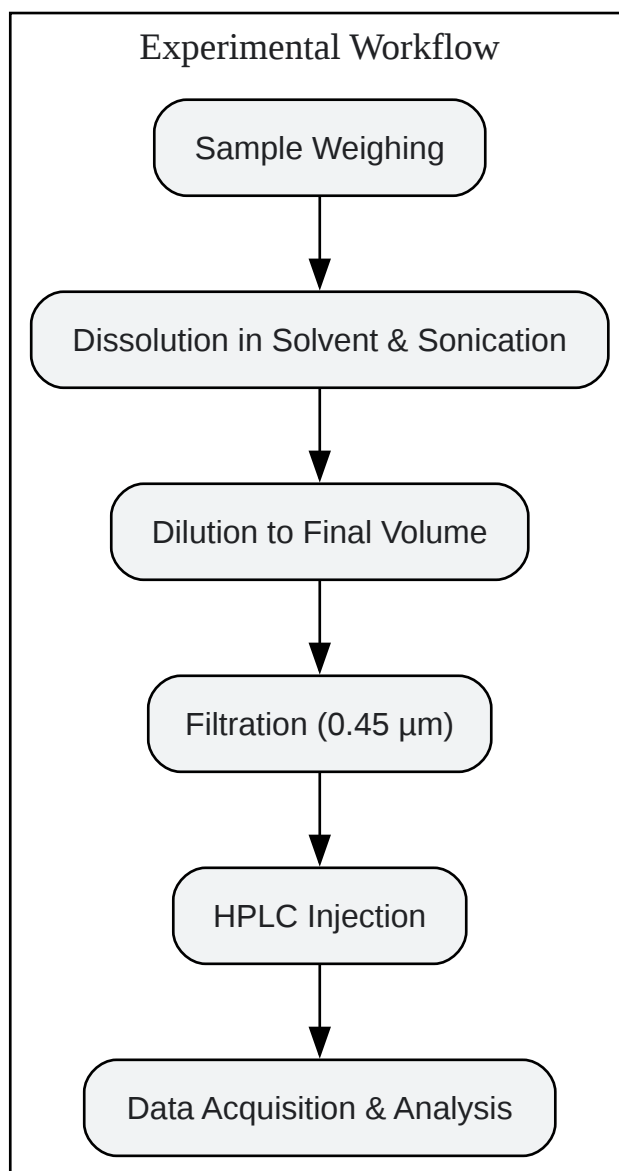 Experimental Workflow
Sample Weighing
Dissolution in Solvent & Sonication
Dilution to Final Volume
Filtration (0.45 µm)
HPLC Injection
Data Acquisition & Analysis